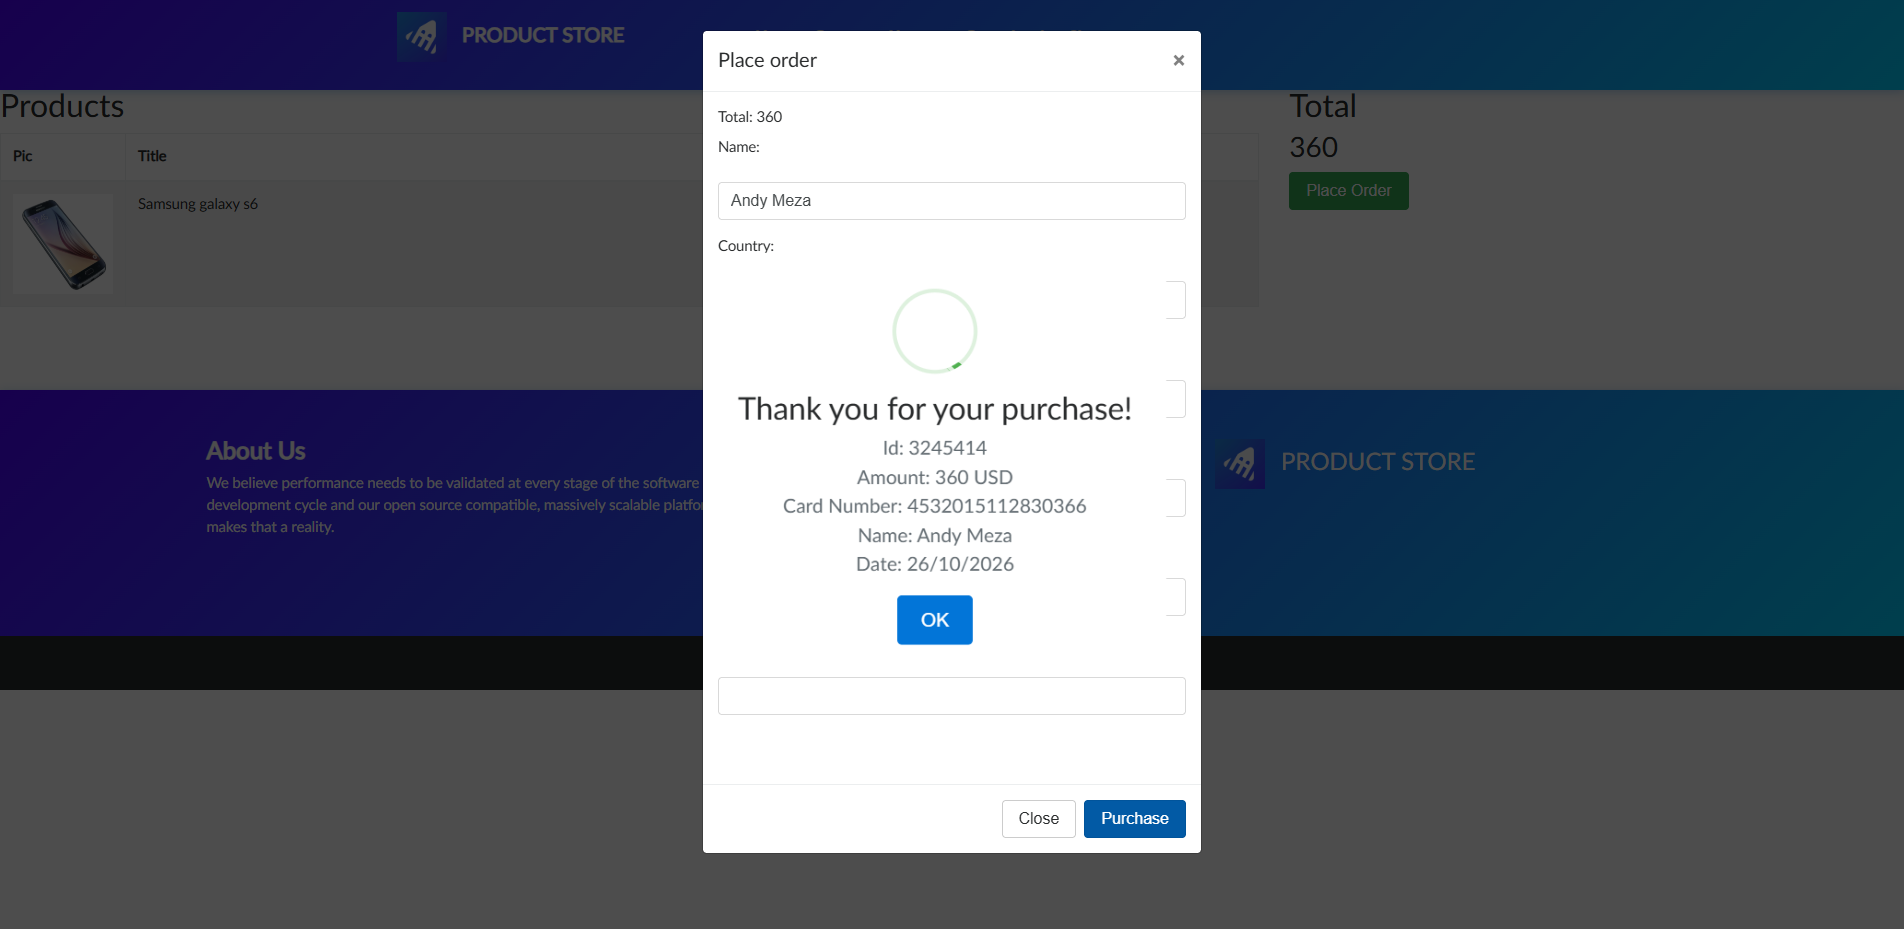 PRODUCT STORE
Place order
×
Total: 360
Name:
Andy Meza
Country:
Thank you for your purchase!
Id: 3245414
Amount: 360 USD
Card Number: 4532015112830366
Name: Andy Meza
Date: 26/10/2026
OK
Close
Purchase
Products
Pic
Title
Samsung galaxy s6
Total
360
Place Order
About Us
We believe performance needs to be validated at every stage of the software
development cycle and our open source compatible, massively scalable platfor
makes that a reality.
PRODUCT STORE